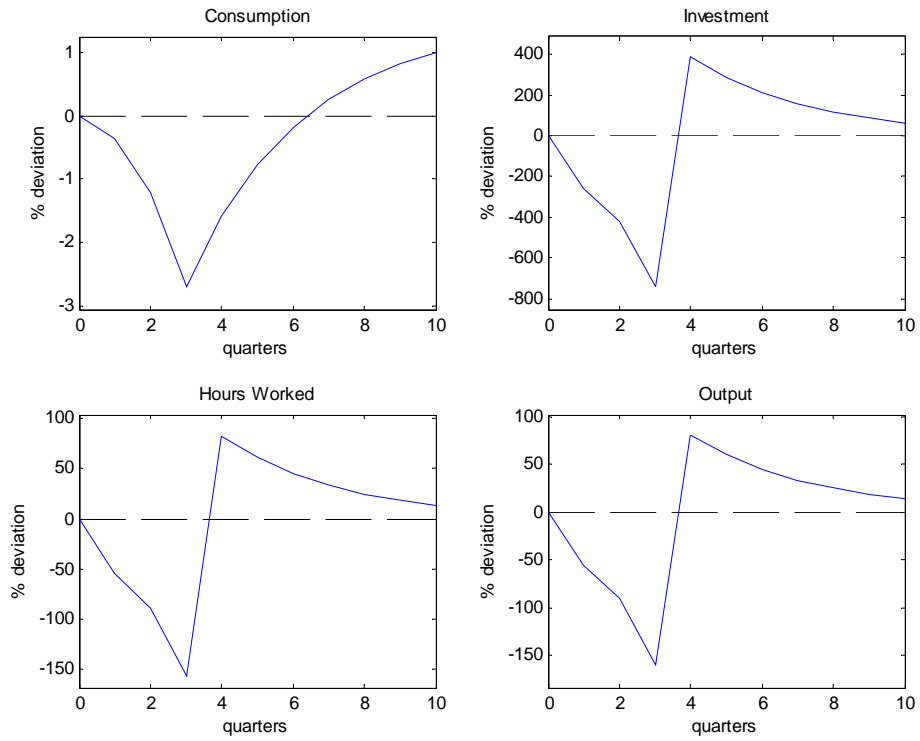 Consumption
1
0
-1
-2
-3
% deviation
0 2 4 6 8 10
quarters
Investment
400
200
0
-200
-400
-600
-800
% deviation
0 2 4 6 8 10
quarters
Hours Worked
100
50
0
-50
-100
-150
% deviation
0 2 4 6 8 10
quarters
Output
100
50
0
-50
-100
-150
% deviation
0 2 4 6 8 10
quarters